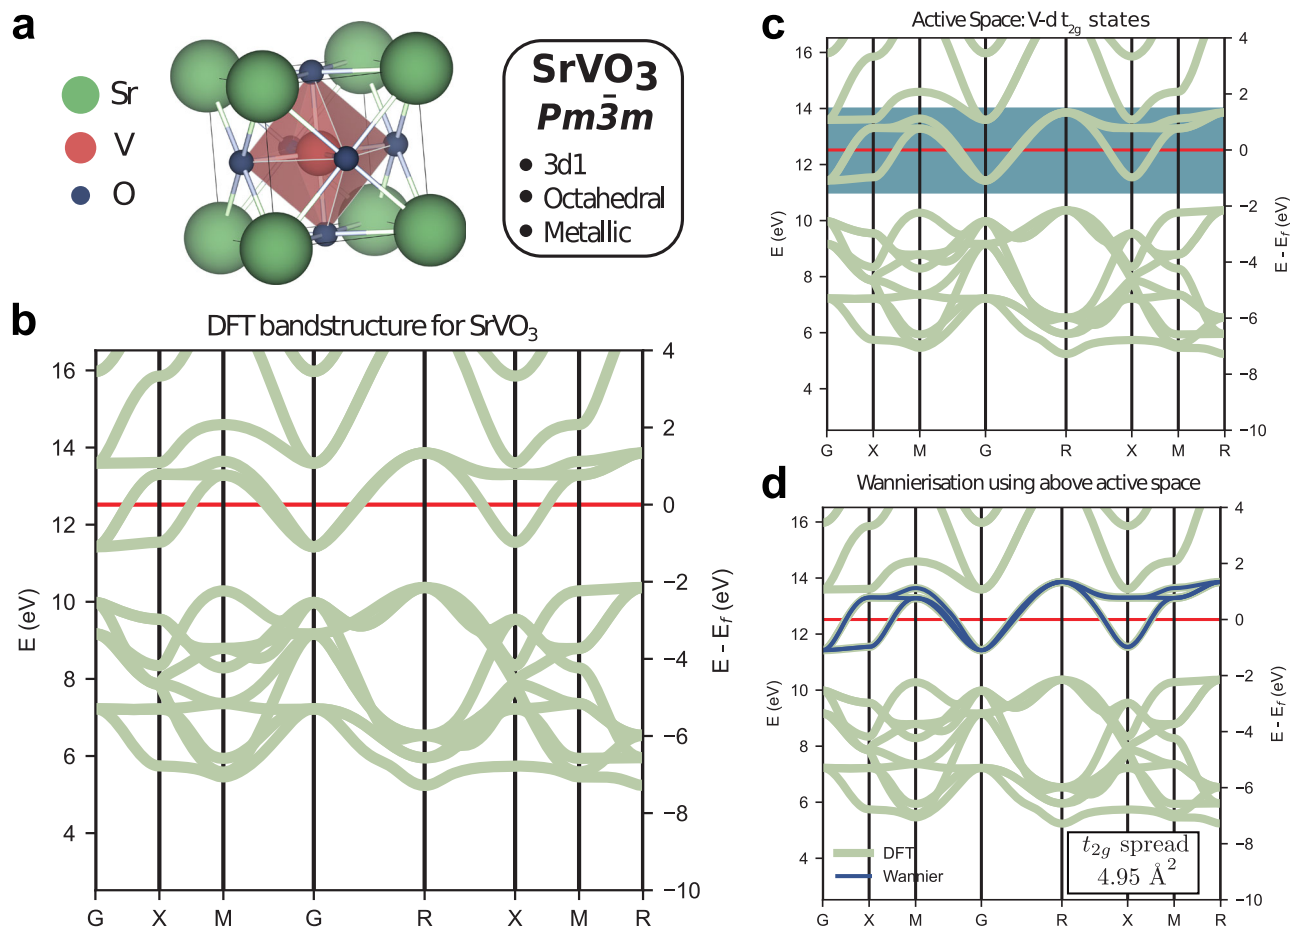 a
Sr
V
O
SrVO3
Pm3̄m
• 3d1
• Octahedral
• Metallic
b
DFT bandstructure for SrVO3
E (eV)
16
14
12
10
8
6
4
4
2
0
−2
−4
−6
−8
−10
E - Ef (eV)
G X M G R X M R
c
Active Space: V-d t2g states
E (eV)
16
14
12
10
8
6
4
4
2
0
−2
−4
−6
−8
−10
E - Ef (eV)
G X M G R X M R
d
Wannierisation using above active space
E (eV)
16
14
12
10
8
6
4
4
2
0
−2
−4
−6
−8
−10
E - Ef (eV)
DFT
Wannier
t2g spread
4.95 Å2
G X M G R X M R